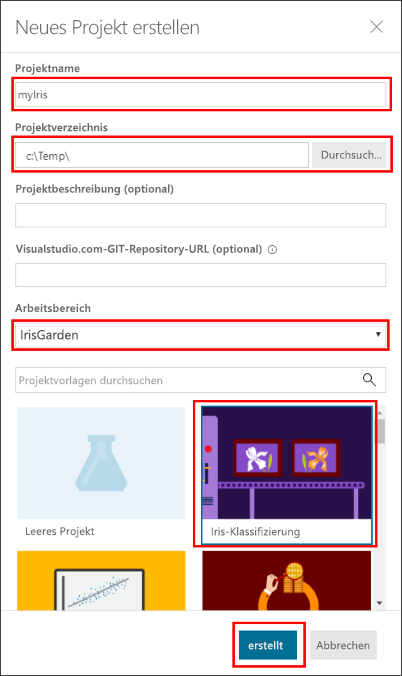 Neues Projekt erstellen
Projektname
myIris
Projektverzeichnis
c:\Temp\
Durchsuch...
Projektbeschreibung (optional)
Visualstudio.com-GIT-Repository-URL (optional)
Arbeitsbereich
IrisGarden
Projektvorlagen durchsuchen
Leeres Projekt
Iris-Klassifizierung
erstellt
Abbrechen